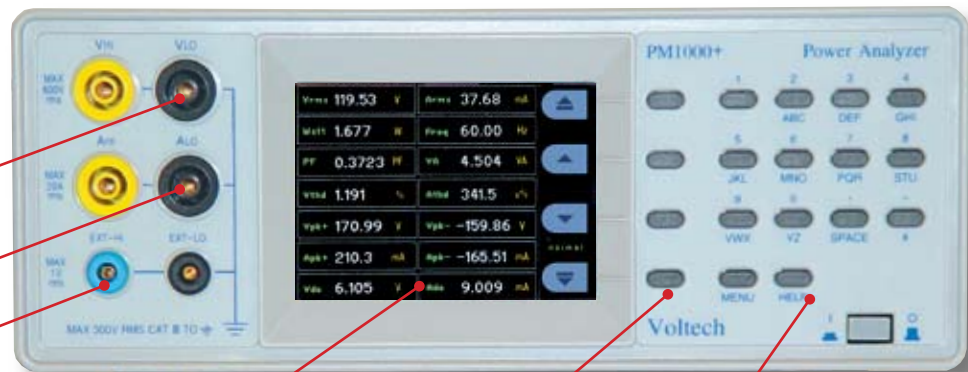 VHI VLO
MAX
600V
rms
AHI ALO
MAX
20A
rms
EXT-HI EXT-LO
MAX
rms
MAX 500V RMS CAT II TO
Vrms 119.53 V Arms 37.68 mA
Watt 1.677 W Freq 60.00 Hz
PF 0.3723 PF VA 4.504 VA
Vthd 1.191 % Athd 341.5
Vpk+ 170.99 V Vpk- -159.86 V
Apk+ 210.3 mA Apk- -165.51 mA
Vdc 6.105 V Adc 9.009 mA
normal
PM1000+ Power Analyzer
1 2 3 4
ABC DEF GHI
5 6 7 8
JKL MNO PQR STU
9 0 . -
VWX YZ SPACE
MENU HELP
Voltech
I O